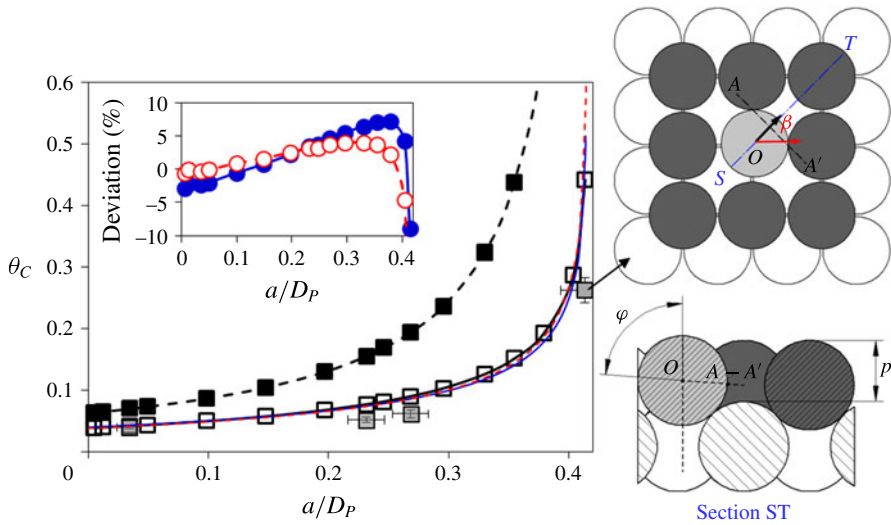 0.6
0.5
0.4
0.3
0.2
0.1
0
θ_C
0.1
0.2
0.3
0.4
a/D_P
10
5
0
−5
−10
Deviation (%)
0
0.1
0.2
0.3
0.4
a/D_P
T
A
β
O
A′
S
φ
O
A
A′
p
Section ST